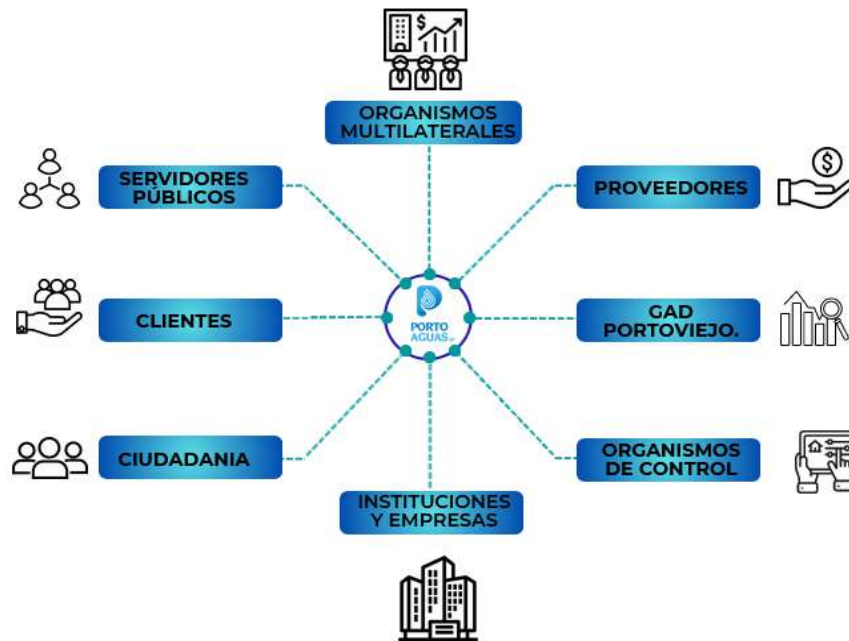 ORGANISMOS
MULTILATERALES
SERVIDORES
PÚBLICOS
PROVEEDORES
CLIENTES
PORTO
AGUAS
GAD
PORTOVIEJO.
CIUDADANIA
ORGANISMOS
DE CONTROL
INSTITUCIONES
Y EMPRESAS